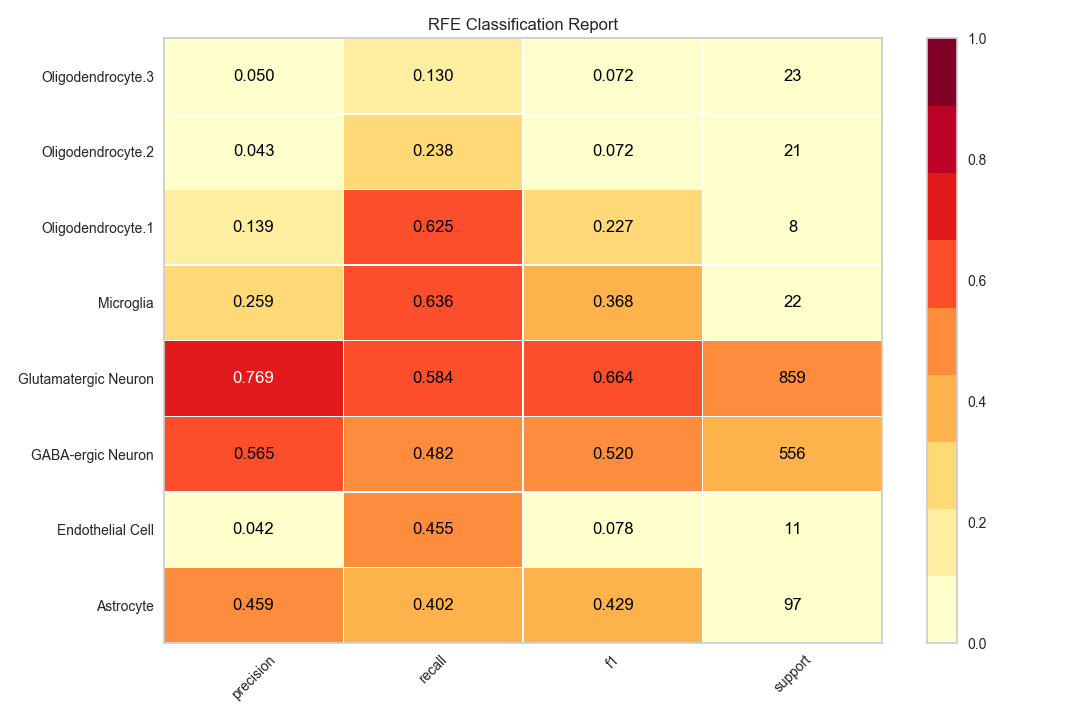 RFE Classification Report
Oligodendrocyte.3 0.050 0.130 0.072 23
Oligodendrocyte.2 0.043 0.238 0.072 21
Oligodendrocyte.1 0.139 0.625 0.227 8
Microglia 0.259 0.636 0.368 22
Glutamatergic Neuron 0.769 0.584 0.664 859
GABA-ergic Neuron 0.565 0.482 0.520 556
Endothelial Cell 0.042 0.455 0.078 11
Astrocyte 0.459 0.402 0.429 97
precision recall f1 support
1.0
0.8
0.6
0.4
0.2
0.0